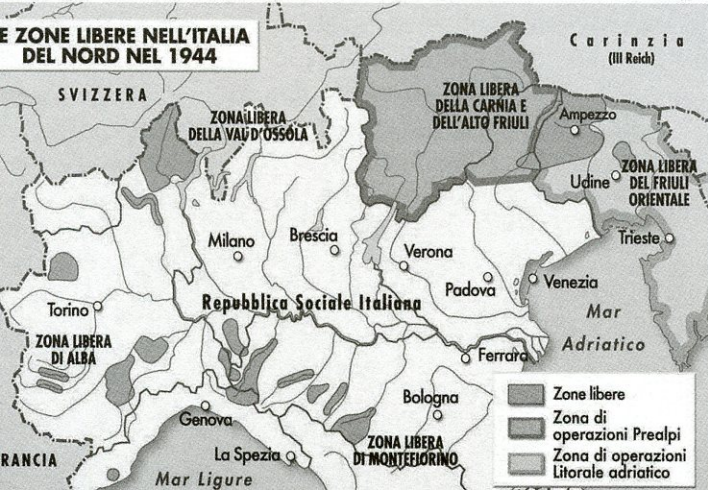 E ZONE LIBERE NELL'ITALIA
DEL NORD NEL 1944
Carinzia
(III Reich)
SVIZZERA
ZONA LIBERA
DELLA VAL D'OSSOLA
ZONA LIBERA
DELLA CARNIA E
DELL'ALTO FRIULI
Ampezzo
Udine
ZONA LIBERA
DEL FRIULI
ORIENTALE
Trieste
Milano
Brescia
Verona
Padova
Venezia
Torino
Repubblica Sociale Italiana
Mar
Adriatico
ZONA LIBERA
DI ALBA
Ferrara
Bologna
Genova
La Spezia
ZONA LIBERA
DI MONTEFIORINO
RANCIA
Mar Ligure
Zone libere
Zona di
operazioni Prealpi
Zona di operazioni
Litorale adriatico